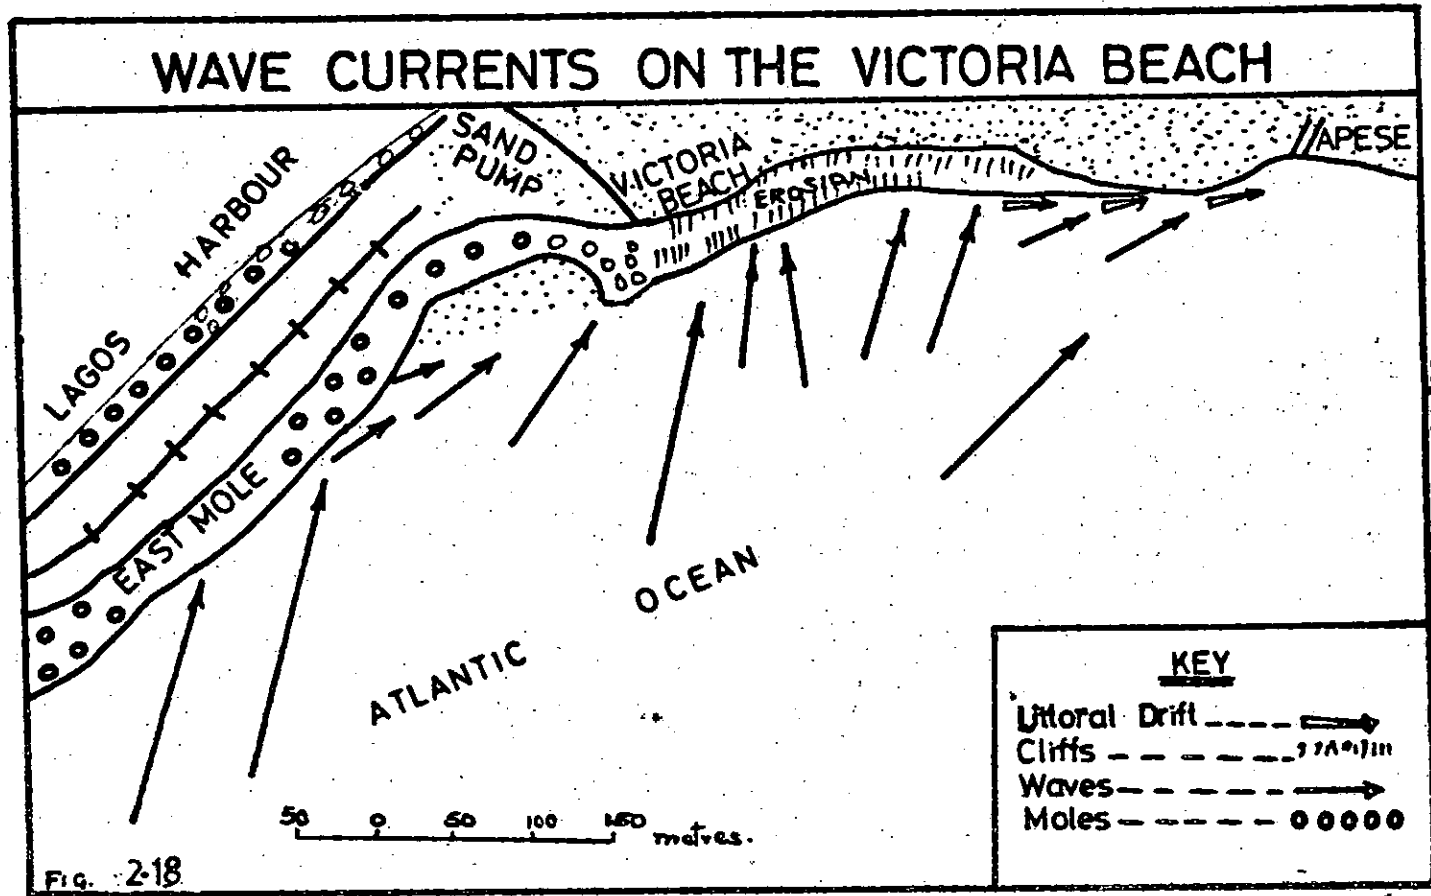 WAVE CURRENTS ON THE VICTORIA BEACH
LAGOS HARBOUR
SAND
PUMP
VICTORIA
BEACH
EROSION
APESE
EAST MOLE
ATLANTIC OCEAN
KEY
Littoral Drift
Cliffs
Waves
Moles
50 0 50 100 150 metres.
FIG. 2.18